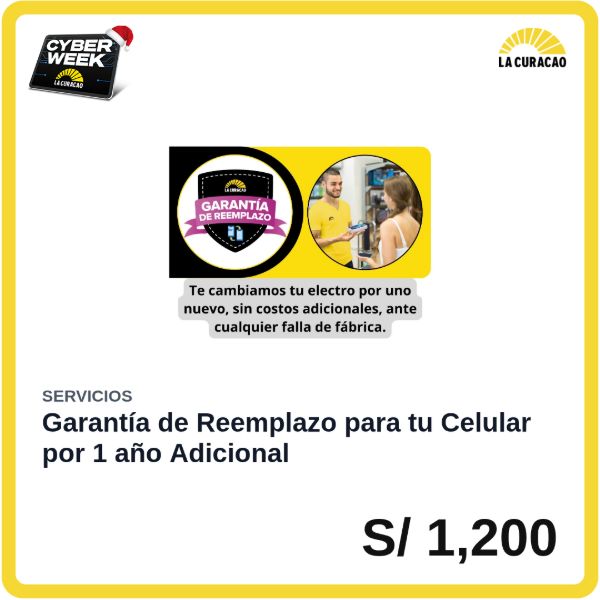 CYBER
WEEK
LA CURACAO
LA CURACAO
LA CURACAO
GARANTÍA
DE REEMPLAZO
Te cambiamos tu electro por uno
nuevo, sin costos adicionales, ante
cualquier falla de fábrica.
SERVICIOS
Garantía de Reemplazo para tu Celular
por 1 año Adicional
S/ 1,200